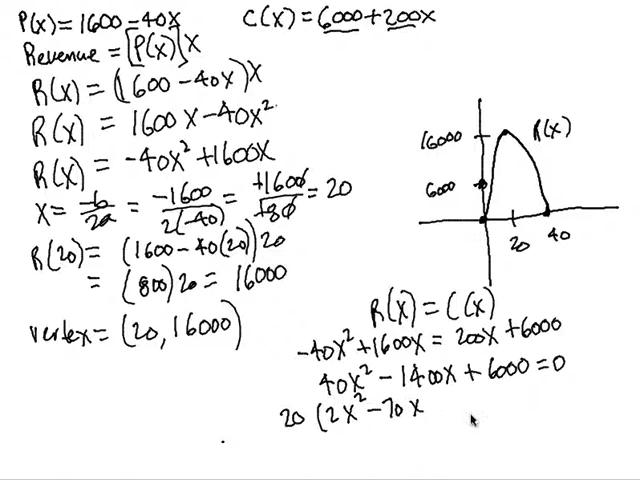 P(X)=1600-40X
C(X)=6000+200X
Revenue=[P(X)]X
R(X)=(1600-40X)X
R(X)=1600X-40X²
R(X)=-40X²+1600X
X=-b/2a=-1600/2(-40)=+1600/+80=20
R(20)=(1600-40(20))20
=(800)20=16000
vertex=(20,16000)
16000
R(X)
6000
20
40
R(X)=C(X)
-40X²+1600X=200X+6000
40X²-1400X+6000=0
20(2X²-70X